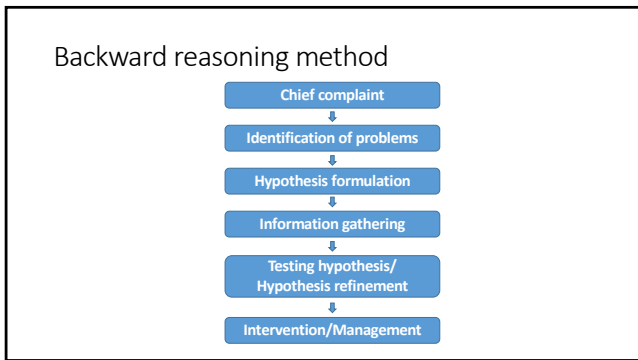 Backward reasoning method
Chief complaint
Identification of problems
Hypothesis formulation
Information gathering
Testing hypothesis/
Hypothesis refinement
Intervention/Management